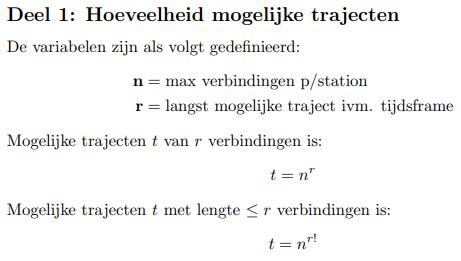 Deel 1: Hoeveelheid mogelijke trajecten
De variabelen zijn als volgt gedefinieerd:
n = max verbindingen p/station
r = langst mogelijke traject ivm. tijdsframe
Mogelijke trajecten t van r verbindingen is:
t = n^r
Mogelijke trajecten t met lengte ≤ r verbindingen is:
t = n^{r!}